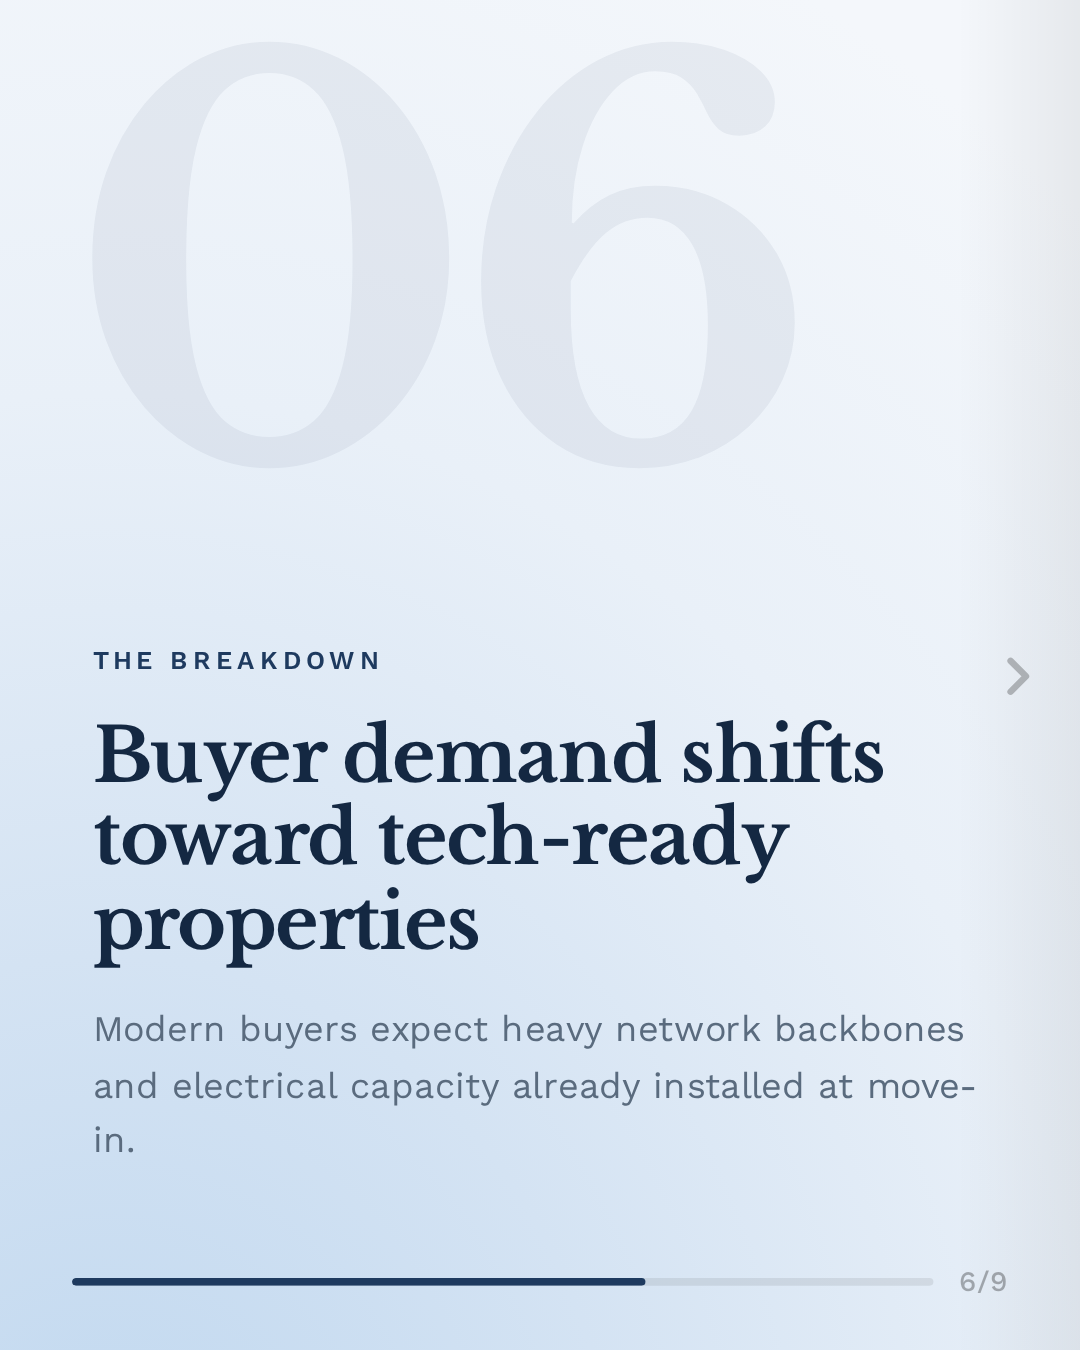 06
THE BREAKDOWN
Buyer demand shifts
toward tech-ready
properties
Modern buyers expect heavy network backbones
and electrical capacity already installed at move-
in.
6/9